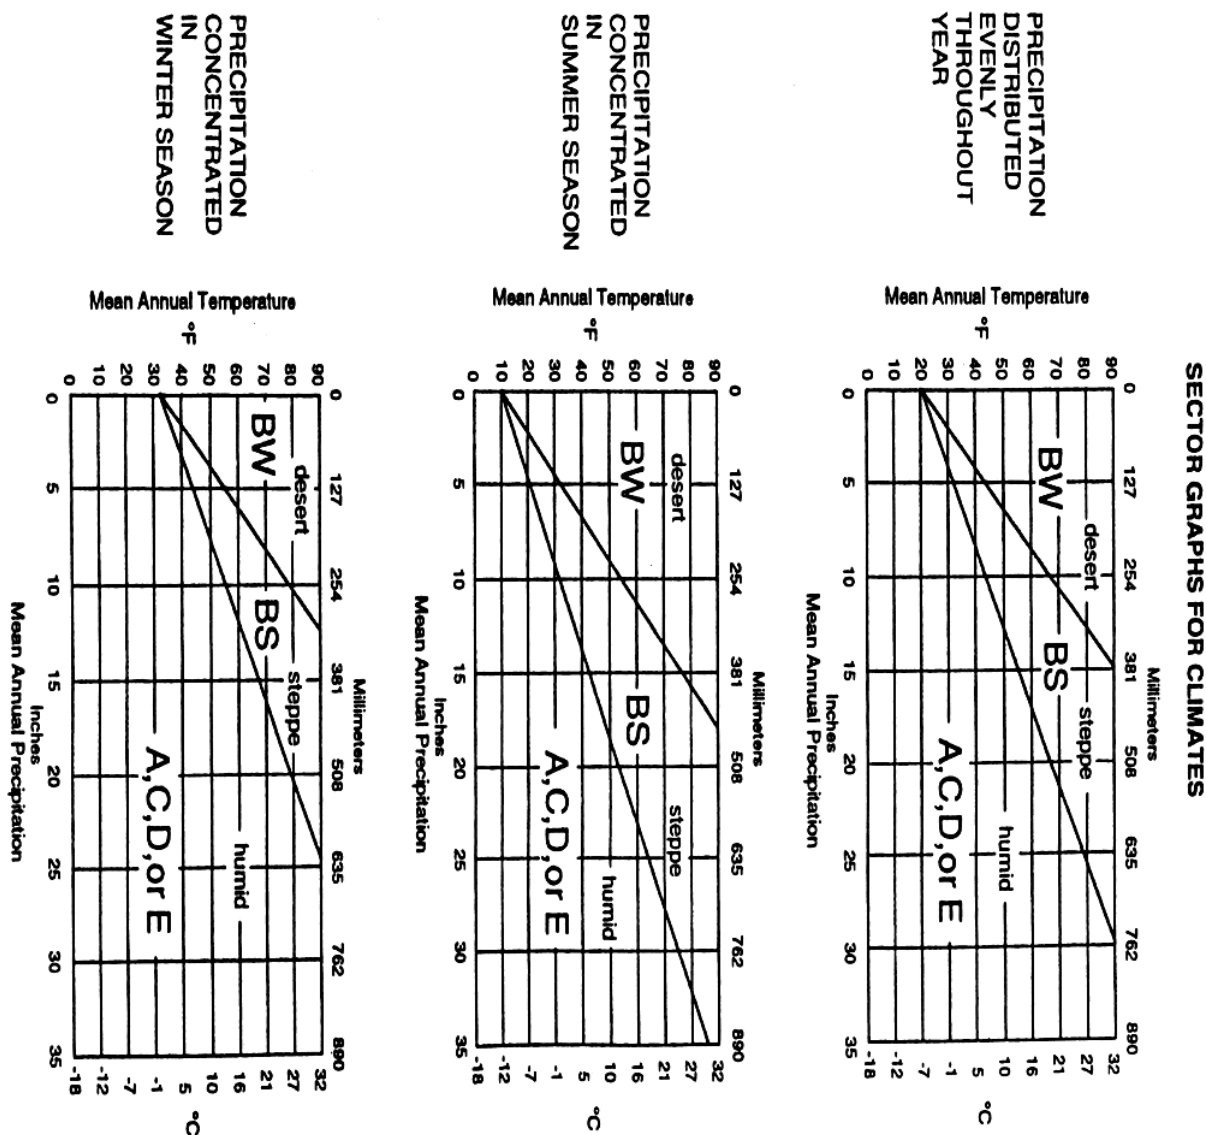 SECTOR GRAPHS FOR CLIMATES
PRECIPITATION
DISTRIBUTED
EVENLY
THROUGHOUT
YEAR
Millimeters
0 127 254 381 508 635 762 890
°F
°C
Mean Annual Temperature
90 32
80 27
70 21
60 16
50 10
40 5
30 -1
20 -7
10 -12
0 -18
desert
steppe
BW
BS
humid
A,C,D,or E
0 5 10 15 20 25 30 35
Inches
Mean Annual Precipitation
PRECIPITATION
CONCENTRATED
IN
SUMMER SEASON
Millimeters
0 127 254 381 508 635 762 890
°F
°C
Mean Annual Temperature
90 32
80 27
70 21
60 16
50 10
40 5
30 -1
20 -7
10 -12
0 -18
desert
steppe
BW
BS
humid
A,C,D,or E
0 5 10 15 20 25 30 35
Inches
Mean Annual Precipitation
PRECIPITATION
CONCENTRATED
IN
WINTER SEASON
Millimeters
0 127 254 381 508 635 762 890
°F
°C
Mean Annual Temperature
90 32
80 27
70 21
60 16
50 10
40 5
30 -1
20 -7
10 -12
0 -18
desert
steppe
BW
BS
humid
A,C,D,or E
0 5 10 15 20 25 30 35
Inches
Mean Annual Precipitation